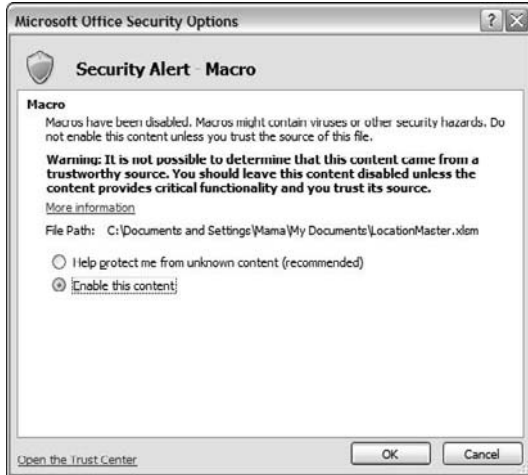 Microsoft Office Security Options
Security Alert - Macro
Macro
Macros have been disabled. Macros might contain viruses or other security hazards. Do
not enable this content unless you trust the source of this file.
Warning: It is not possible to determine that this content came from a
trustworthy source. You should leave this content disabled unless the
content provides critical functionality and you trust its source.
More information
File Path: C:\Documents and Settings\Mama\My Documents\LocationMaster.xlsm
Help protect me from unknown content (recommended)
Enable this content
Open the Trust Center
OK
Cancel